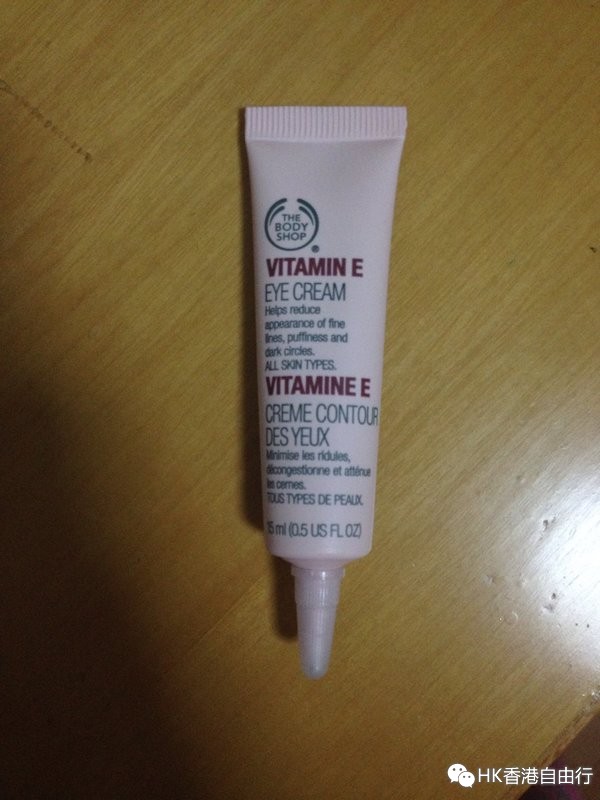 THE
BODY
SHOP
®
VITAMIN E
EYE CREAM
Helps reduce
appearance of fine
lines, puffiness and
dark circles.
ALL SKIN TYPES.
VITAMINE E
CREME CONTOUR
DES YEUX
Minimise les ridules,
décongestionne et atténue
les cernes.
TOUS TYPES DE PEAUX.
15 ml (0.5 US FL OZ)
HK香港自由行